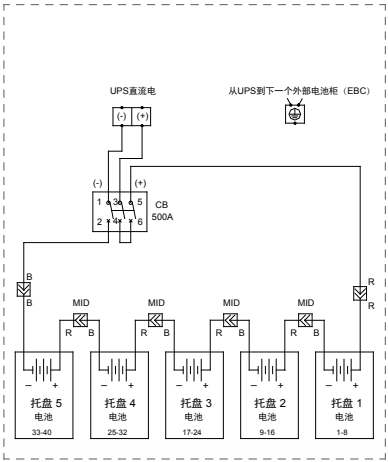 UPS直流电
从UPS到下一个外部电池柜（EBC）
(-) (+)
(-) (+)
1 3 5
CB
500A
2 4 6
B R
B R
MID MID MID MID
R B R B R B R B
− + − + − + − + − +
托盘 5 托盘 4 托盘 3 托盘 2 托盘 1
电池 电池 电池 电池 电池
33-40 25-32 17-24 9-16 1-8